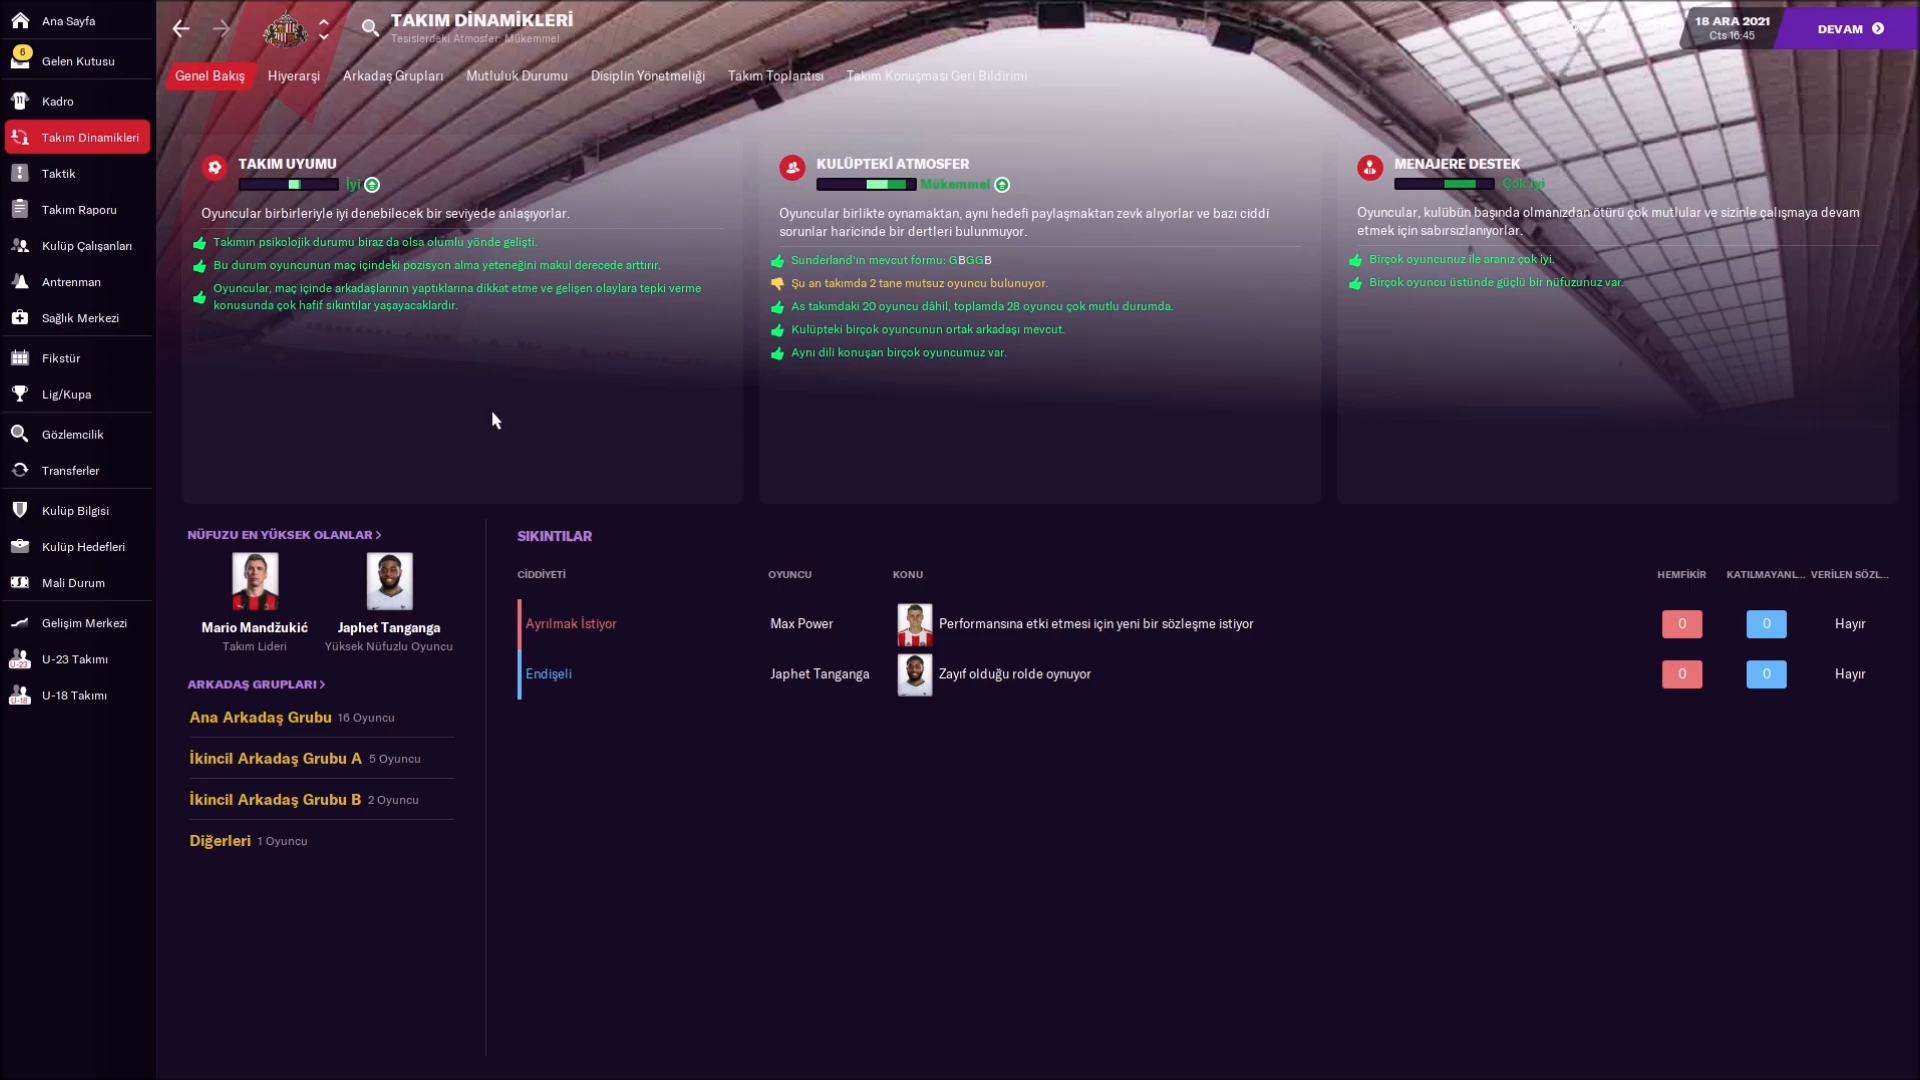 Ana Sayfa
6
Gelen Kutusu
Kadro
Takım Dinamikleri
Taktik
Takım Raporu
Kulüp Çalışanları
Antrenman
Sağlık Merkezi
Fikstür
Lig/Kupa
Gözlemcilik
Transferler
Kulüp Bilgisi
Kulüp Hedefleri
Mali Durum
Gelişim Merkezi
U-23
U-23 Takımı
U-18
U-18 Takımı
TAKIM DİNAMİKLERİ
Tesislerdeki Atmosfer: Mükemmel
18 ARA 2021
Cts 16:45
DEVAM
Genel Bakış Hiyerarşi Arkadaş Grupları Mutluluk Durumu Disiplin Yönetmeliği Takım Toplantısı Takım Konuşması Geri Bildirimi
TAKIM UYUMU
İyi
Oyuncular birbirleriyle iyi denebilecek bir seviyede anlaşıyorlar.
Takımın psikolojik durumu biraz da olsa olumlu yönde gelişti.
Bu durum oyuncunun maç içindeki pozisyon alma yeteneğini makul derecede arttırır.
Oyuncular, maç içinde arkadaşlarının yaptıklarına dikkat etme ve gelişen olaylara tepki verme
konusunda çok hafif sıkıntılar yaşayacaklardır.
KULÜPTEKİ ATMOSFER
Mükemmel
Oyuncular birlikte oynamaktan, aynı hedefi paylaşmaktan zevk alıyorlar ve bazı ciddi
sorunlar haricinde bir dertleri bulunmuyor.
Sunderland'ın mevcut formu: GBGGB
Şu an takımda 2 tane mutsuz oyuncu bulunuyor.
As takımdaki 20 oyuncu dâhil, toplamda 28 oyuncu çok mutlu durumda.
Kulüpteki birçok oyuncunun ortak arkadaşı mevcut.
Aynı dili konuşan birçok oyuncumuz var.
MENAJERE DESTEK
Çok İyi
Oyuncular, kulübün başında olmanızdan ötürü çok mutlular ve sizinle çalışmaya devam
etmek için sabırsızlanıyorlar.
Birçok oyuncunuz ile aranız çok iyi.
Birçok oyuncu üstünde güçlü bir nüfuzunuz var.
NÜFUZU EN YÜKSEK OLANLAR >
Mario Mandžukić
Takım Lideri
Japhet Tanganga
Yüksek Nüfuzlu Oyuncu
ARKADAŞ GRUPLARI >
Ana Arkadaş Grubu 16 Oyuncu
İkincil Arkadaş Grubu A 5 Oyuncu
İkincil Arkadaş Grubu B 2 Oyuncu
Diğerleri 1 Oyuncu
SIKINTILAR
CİDDİYETİ OYUNCU KONU HEMFİKİR KATILMAYANL... VERİLEN SÖZL...
Ayrılmak İstiyor Max Power Performansına etki etmesi için yeni bir sözleşme istiyor 0 0 Hayır
Endişeli Japhet Tanganga Zayıf olduğu rolde oynuyor 0 0 Hayır